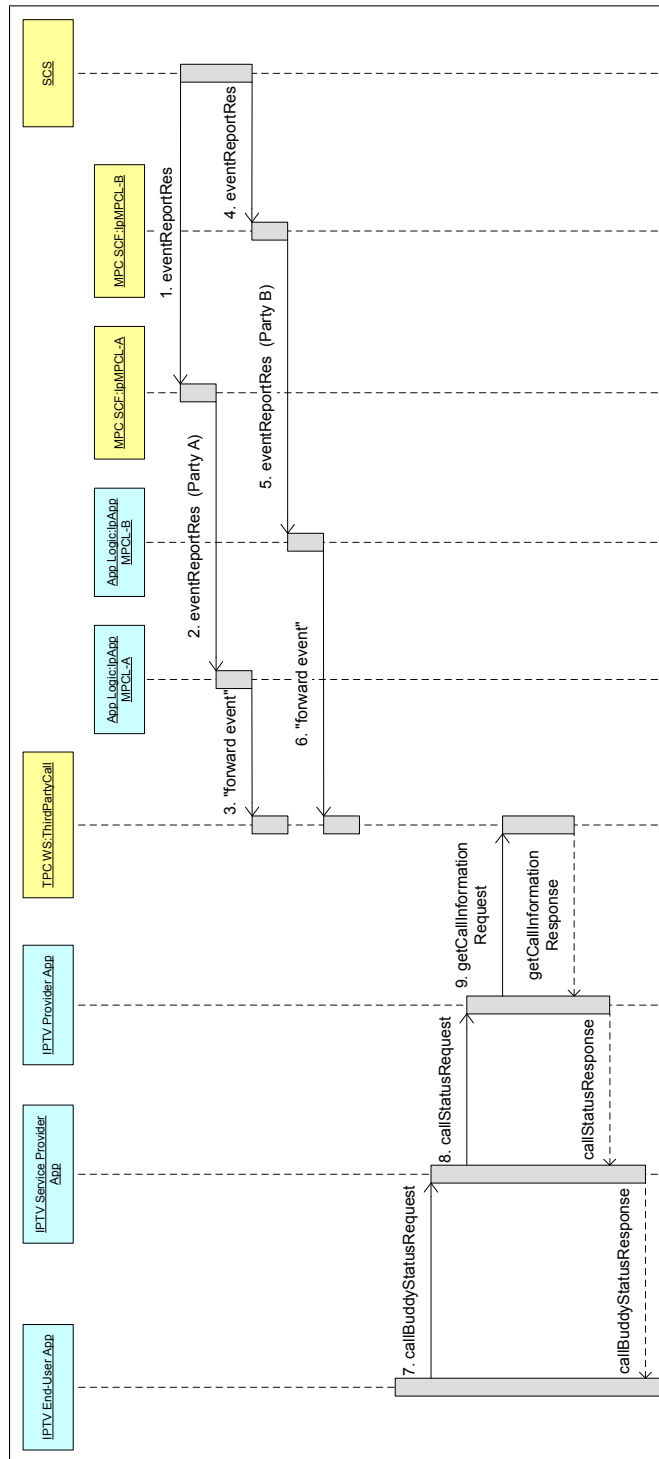 IPTV End-User App
IPTV Service Provider
App
IPTV Provider App
TPC WS:ThirdPartyCall
App Logic:IpApp
MPCL-A
App Logic:IpApp
MPCL-B
MPC SCF:IpMPCL-A
MPC SCF:IpMPCL-B
SCS
1. eventReportRes
2. eventReportRes (Party A)
3. "forward event"
4. eventReportRes
5. eventReportRes (Party B)
6. "forward event"
7. callBuddyStatusRequest
8. callStatusRequest
9. getCallInformation
Request
getCallInformation
Response
callStatusResponse
callBuddyStatusResponse